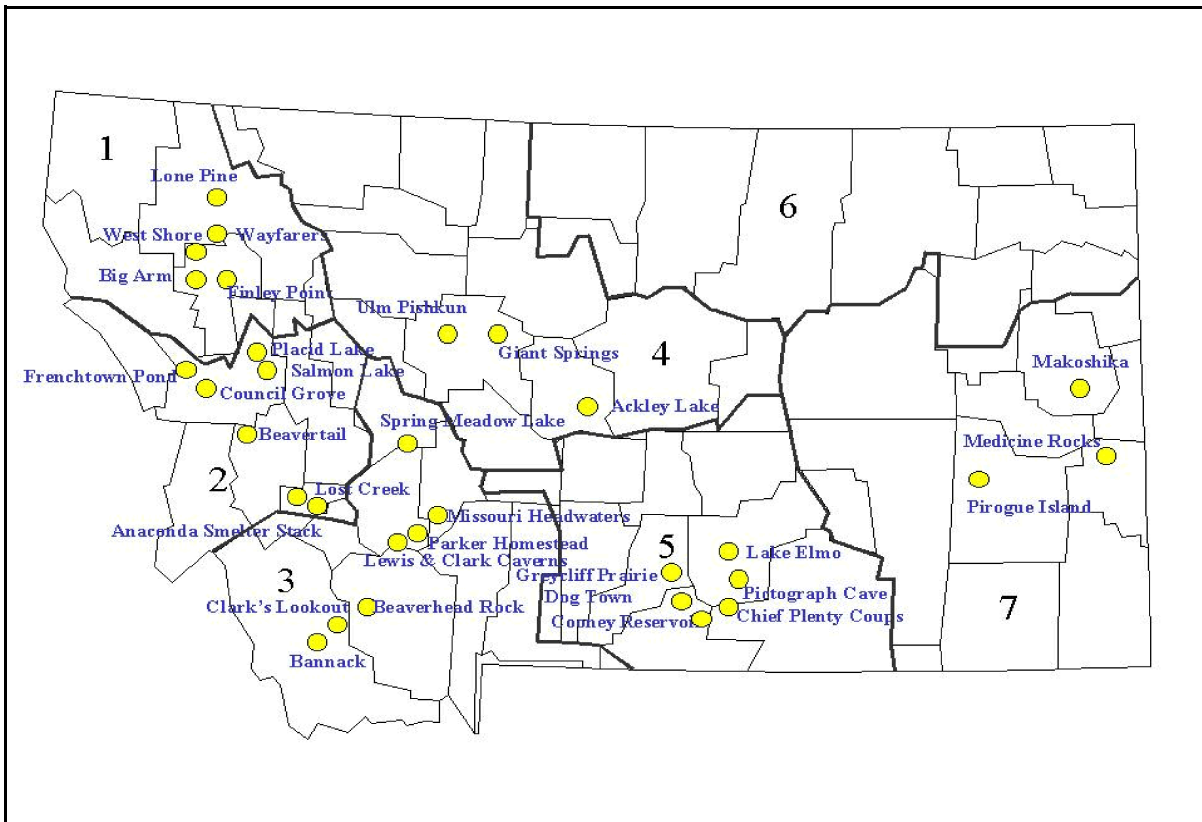 1
Lone Pine
6
West Shore
Wayfarers
Big Arm
Finley Point
Ulm Pishkun
Giant Springs
4
Placid Lake
Makoshika
Frenchtown Pond
Salmon Lake
Council Grove
Ackley Lake
Spring Meadow Lake
Beavertail
Medicine Rocks
2
Lost Creek
Pirogue Island
Missouri Headwaters
Anaconda Smelter Stack
Parker Homestead
5
Lake Elmo
Lewis & Clark Caverns
Greycliff Prairie
3
Pictograph Cave
Dog Town
Clark's Lookout
Beaverhead Rock
7
Chief Plenty Coups
Cooney Reservoir
Bannack